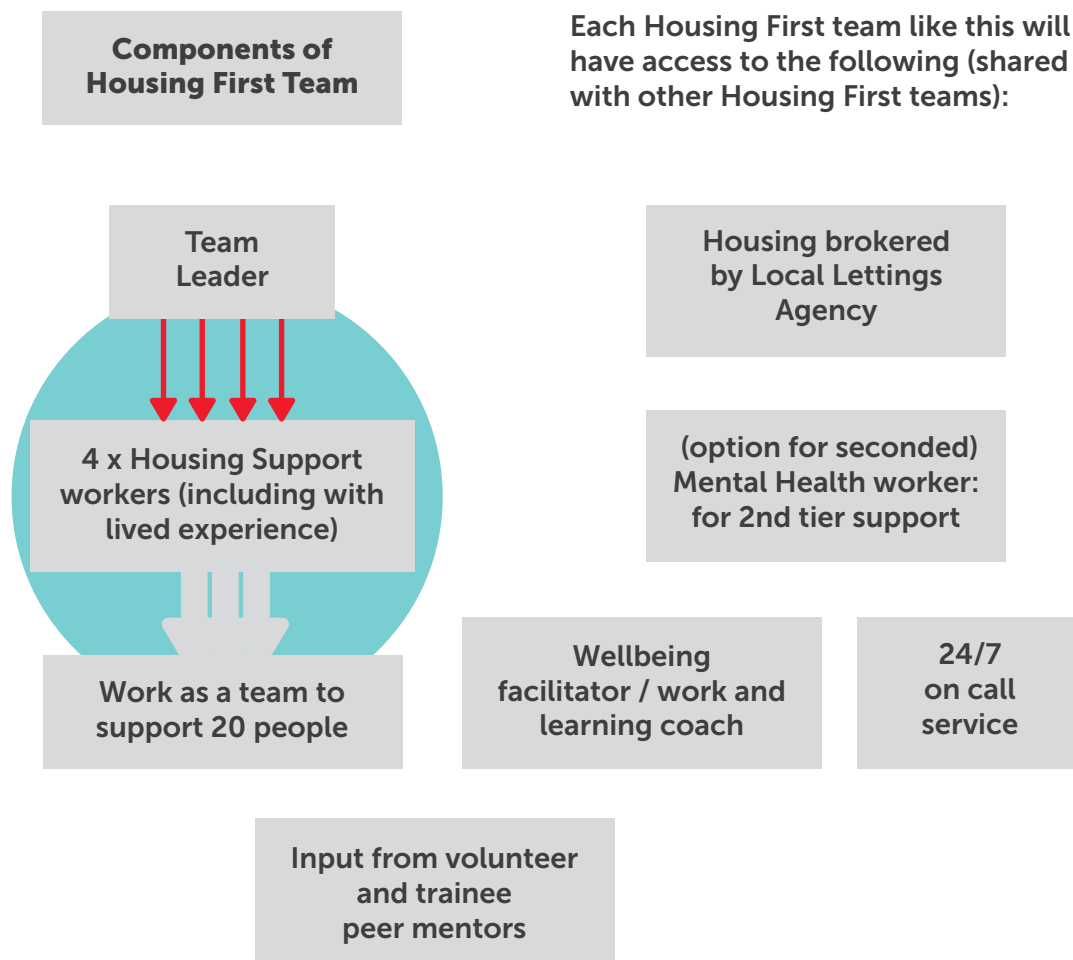 Components of
Housing First Team
Each Housing First team like this will
have access to the following (shared
with other Housing First teams):
Team
Leader
4 x Housing Support
workers (including with
lived experience)
Work as a team to
support 20 people
Housing brokered
by Local Lettings
Agency
(option for seconded)
Mental Health worker:
for 2nd tier support
Wellbeing
facilitator / work and
learning coach
24/7
on call
service
Input from volunteer
and trainee
peer mentors